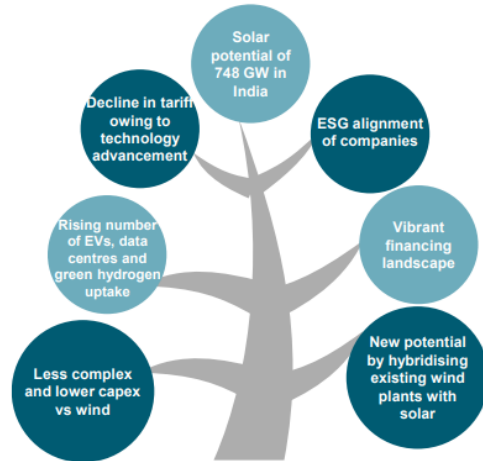 Solar
potential of
748 GW in
India
Decline in tariff
owing to
technology
advancement
ESG alignment
of companies
Rising number
of EVs, data
centres and
green hydrogen
uptake
Vibrant
financing
landscape
Less complex
and lower capex
vs wind
New potential
by hybridising
existing wind
plants with
solar